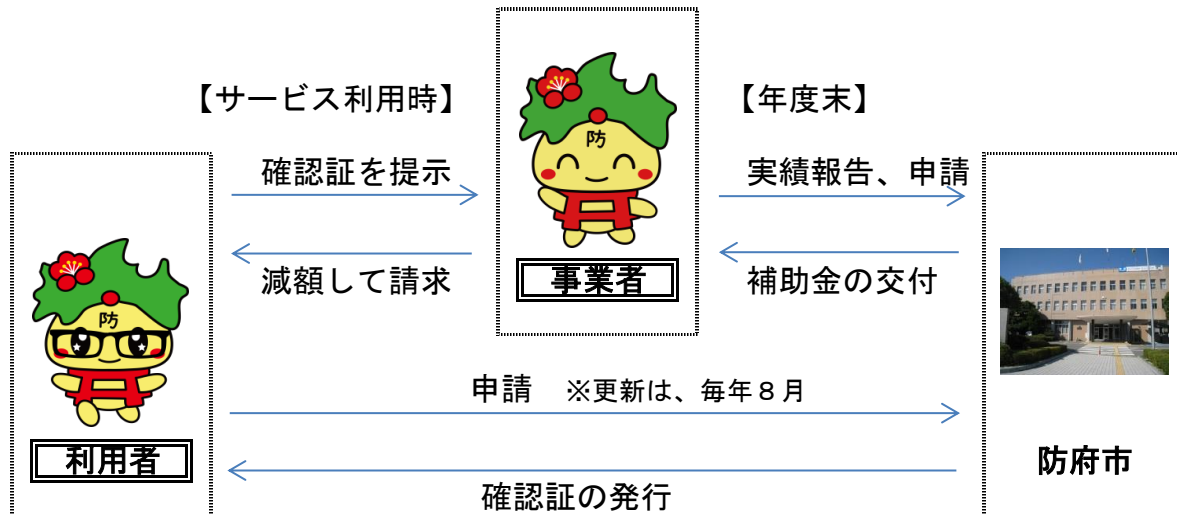 【サービス利用時】
【年度末】
防
確認証を提示
実績報告、申請
減額して請求
事業者
補助金の交付
防
申請　※更新は、毎年８月
利用者
防府市
確認証の発行